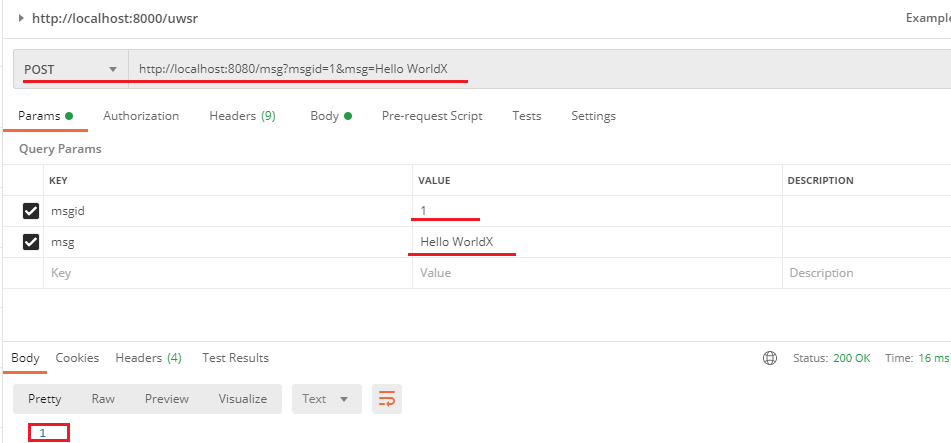 http://localhost:8000/uwsr Example
POST http://localhost:8080/msg?msgid=1&msg=Hello WorldX
Params Authorization Headers (9) Body Pre-request Script Tests Settings
Query Params
KEY VALUE DESCRIPTION
msgid 1
msg Hello WorldX
Key Value Description
Body Cookies Headers (4) Test Results Status: 200 OK Time: 16 ms
Pretty Raw Preview Visualize Text
1